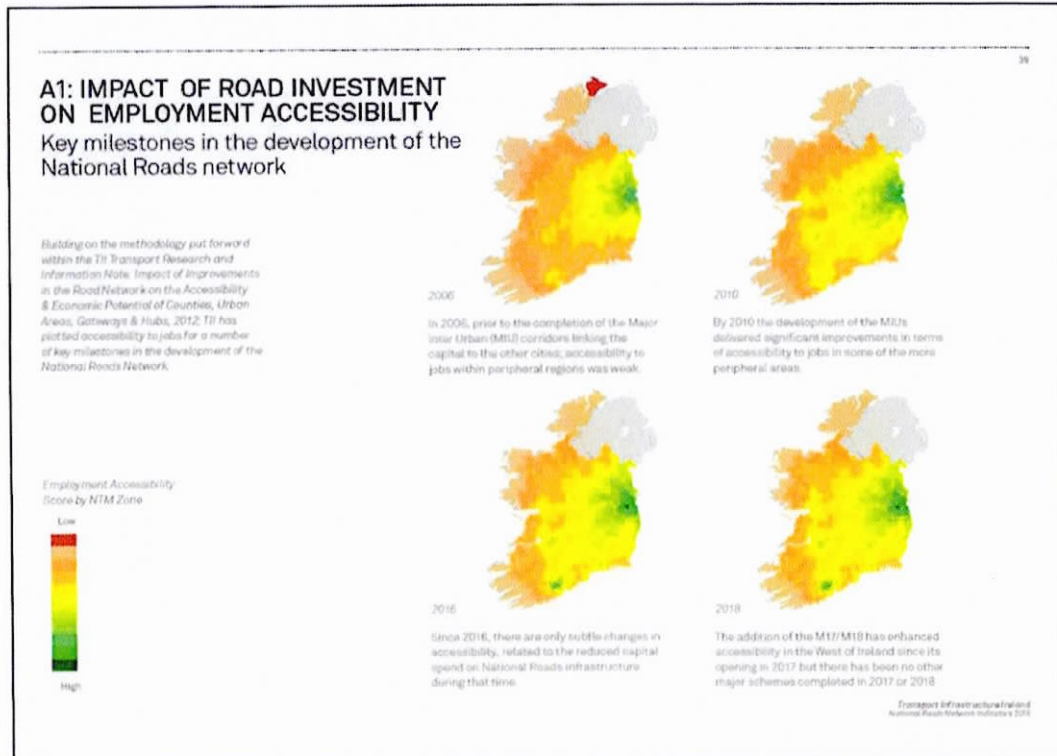 39
A1: IMPACT OF ROAD INVESTMENT
ON EMPLOYMENT ACCESSIBILITY
Key milestones in the development of the
National Roads network
Building on the methodology put forward
within the TII Transport Research and
Information Note: Impact of Improvements
in the Road Network on the Accessibility
& Economic Potential of Counties, Urban
Areas, Gateways & Hubs, 2012; TII has
plotted accessibility to jobs for a number
of key milestones in the development of the
National Roads Network.
Employment Accessibility
Score by NTM Zone
Low
High
2006
In 2006, prior to the completion of the Major
Inter Urban (MIU) corridors linking the
capital to the other cities; accessibility to
jobs within peripheral regions was weak.
2010
By 2010 the development of the MIUs
delivered significant improvements in terms
of accessibility to jobs in some of the more
peripheral areas.
2016
Since 2016, there are only subtle changes in
accessibility, related to the reduced capital
spend on National Roads infrastructure
during that time.
2018
The addition of the M17/M18 has enhanced
accessibility in the West of Ireland since its
opening in 2017 but there has been no other
major schemes completed in 2017 or 2018
Transport Infrastructure Ireland
National Roads Network Indicators 2018